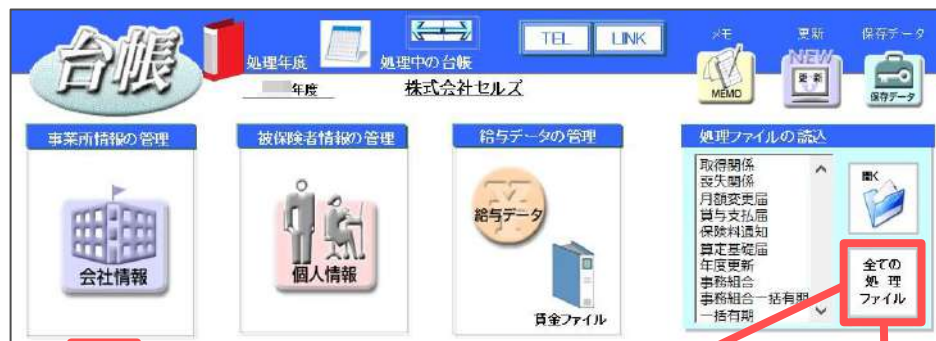 台帳
処理年度
年度
処理中の台帳
株式会社セルズ
TEL
LINK
メモ
MEMO
更新
NEW
更新
保存データ
保存データ
事業所情報の管理
会社情報
被保険者情報の管理
個人情報
給与データの管理
給与データ
賃金ファイル
処理ファイルの読込
取得関係
喪失関係
月額変更届
賞与支払届
保険料通知
算定基礎届
年度更新
事務組合
事務組合一括有期
一括有期
開く
全ての
処 理
ファイル